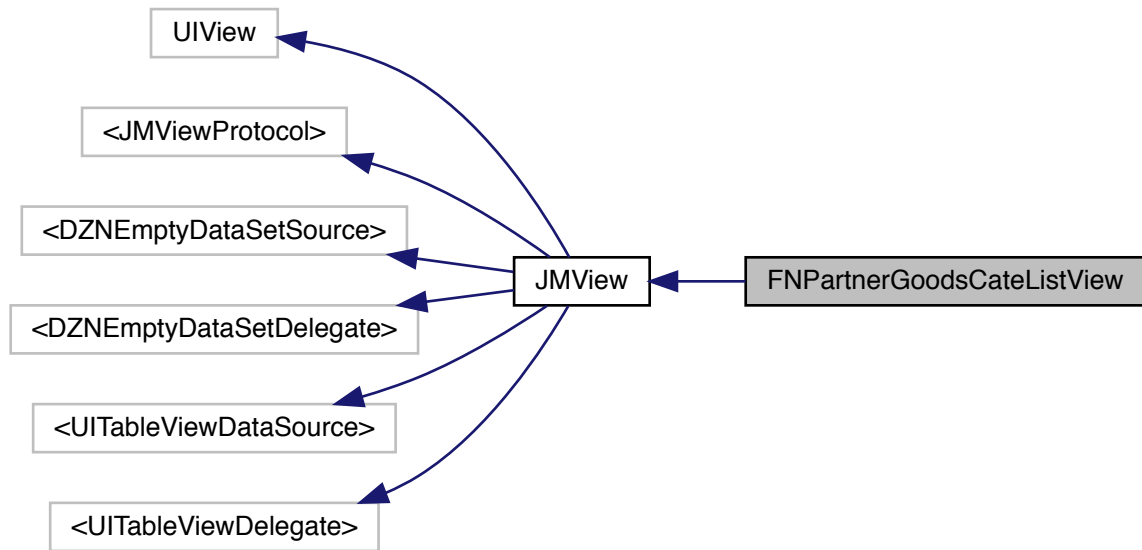 UIView
<JMViewProtocol>
<DZNEmptyDataSetSource>
<DZNEmptyDataSetDelegate>
<UITableViewDataSource>
<UITableViewDelegate>
JMView
FNPartnerGoodsCateListView